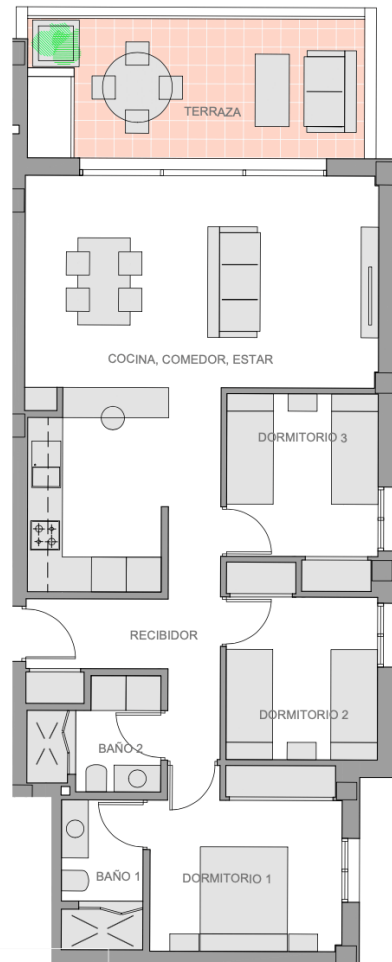 TERRAZA
COCINA, COMEDOR, ESTAR
DORMITORIO 3
RECIBIDOR
DORMITORIO 2
BAÑO 2
BAÑO 1
DORMITORIO 1